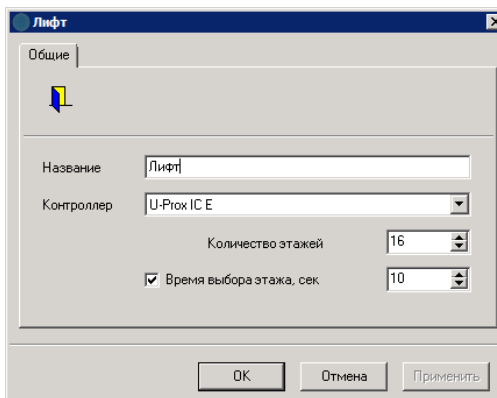 Лифт
Общие
Название Лифт
Контроллер U-Prox IC E
Количество этажей 16
Время выбора этажа, сек 10
OK Отмена Применить